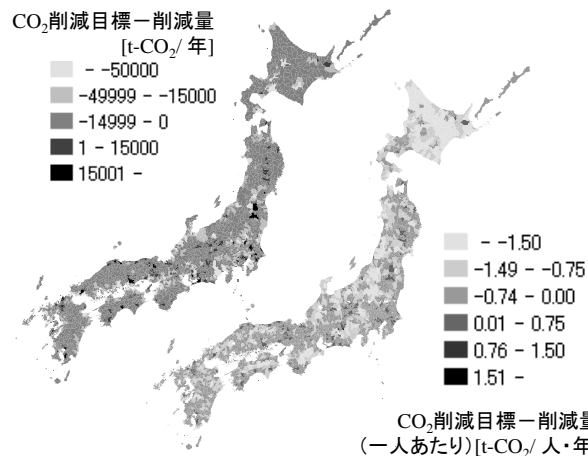 CO₂削減目標－削減量
[t-CO₂/ 年]
- -50000
-49999 - -15000
-14999 - 0
1 - 15000
15001 -
- -1.50
-1.49 - -0.75
-0.74 - 0.00
0.01 - 0.75
0.76 - 1.50
1.51 -
CO₂削減目標－削減量
（一人あたり）[t-CO₂/ 人・年